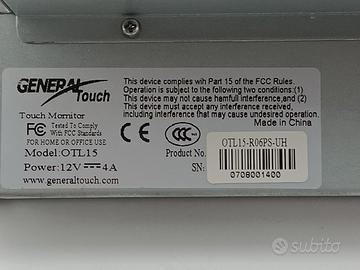 GENERAL
Touch
This device complies wih Part 15 of the FCC Rules.
Operation is subject to the following two conditions:(1)
This device may not cause hamfull interference,and(2)
This device must accept any interference received,
including interference that may cause undesired operation.
Made in China
Touch Mornitor
FC Tested To Comply
With FCC Standards
FOR HOME OR OFFICE USE
CCC
Model:OTL15
Power:12V⎓4A
www.generaltouch.com
Product No.
OTL15-R06PS-UH
SN:
0708001400
subito